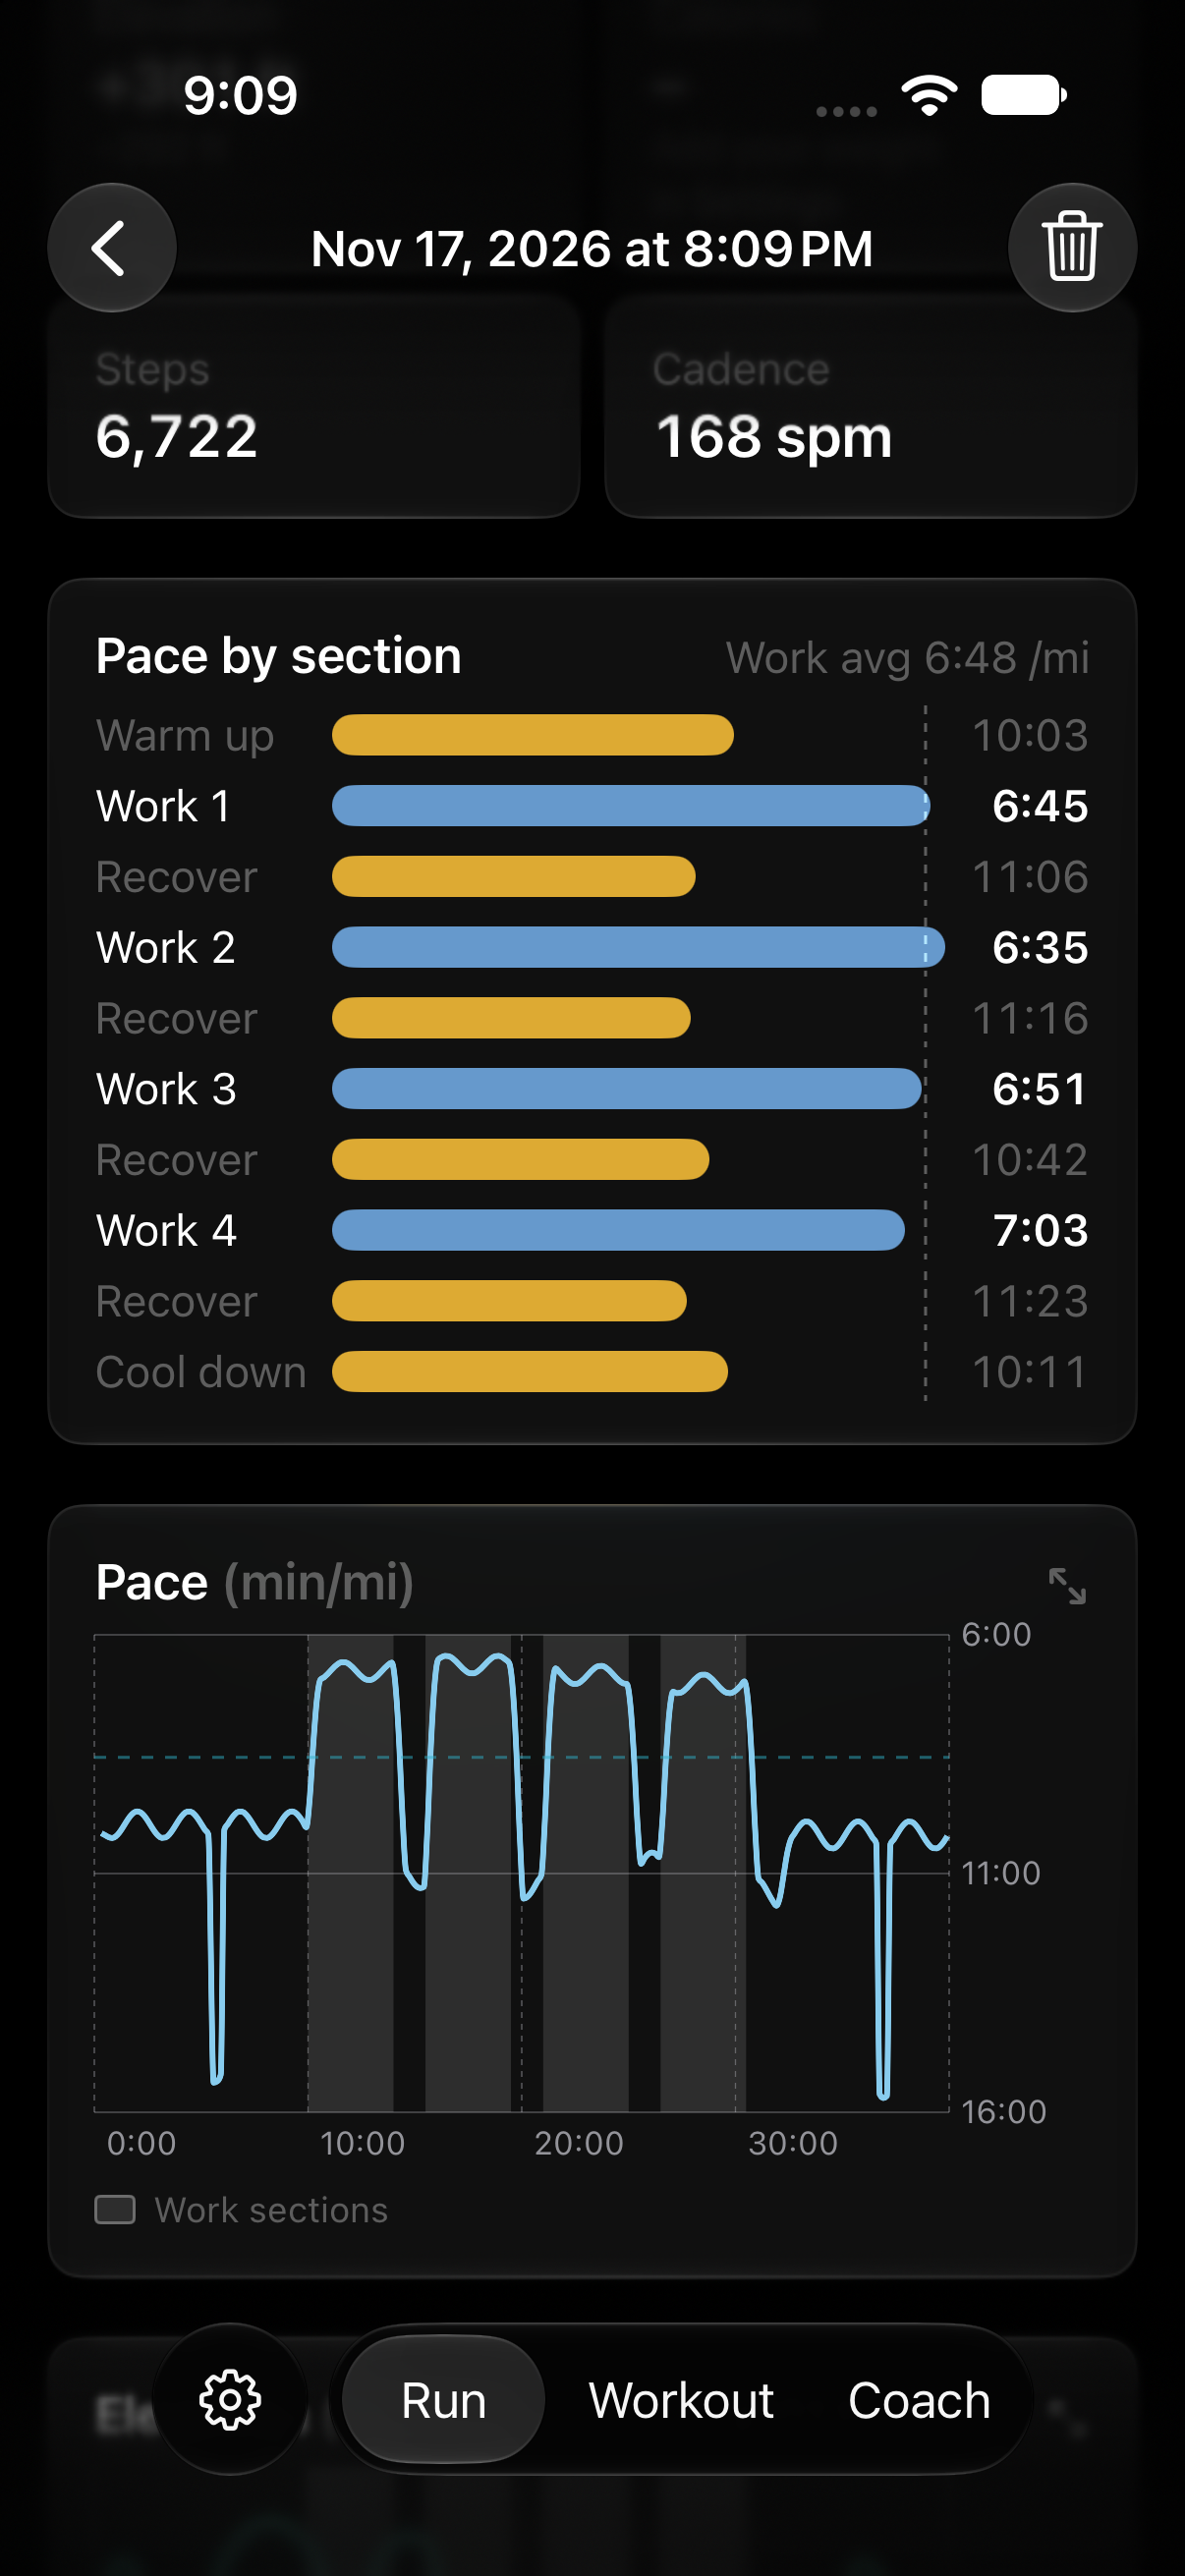 9:09
Nov 17, 2026 at 8:09 PM
Steps
6,722
Cadence
168 spm
Pace by section
Work avg 6:48 /mi
Warm up 10:03
Work 1 6:45
Recover 11:06
Work 2 6:35
Recover 11:16
Work 3 6:51
Recover 10:42
Work 4 7:03
Recover 11:23
Cool down 10:11
Pace (min/mi)
6:00
11:00
16:00
0:00 10:00 20:00 30:00
Work sections
Run Workout Coach